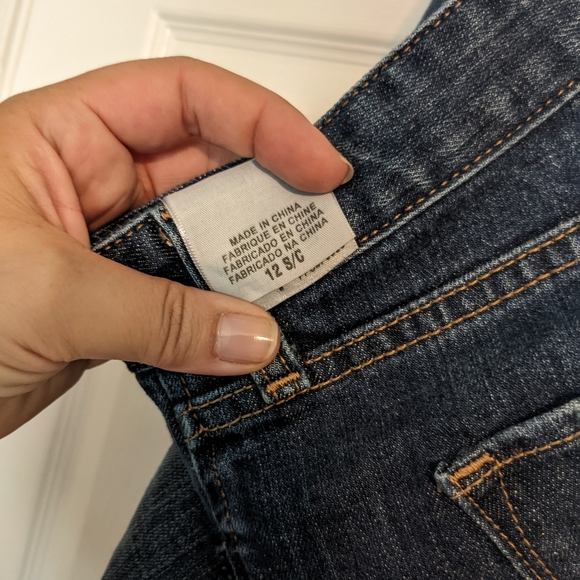 MADE IN CHINA
FABRIQUE EN CHINE
FABRICADO EN CHINA
FABRICADO NA CHINA
12 S/C